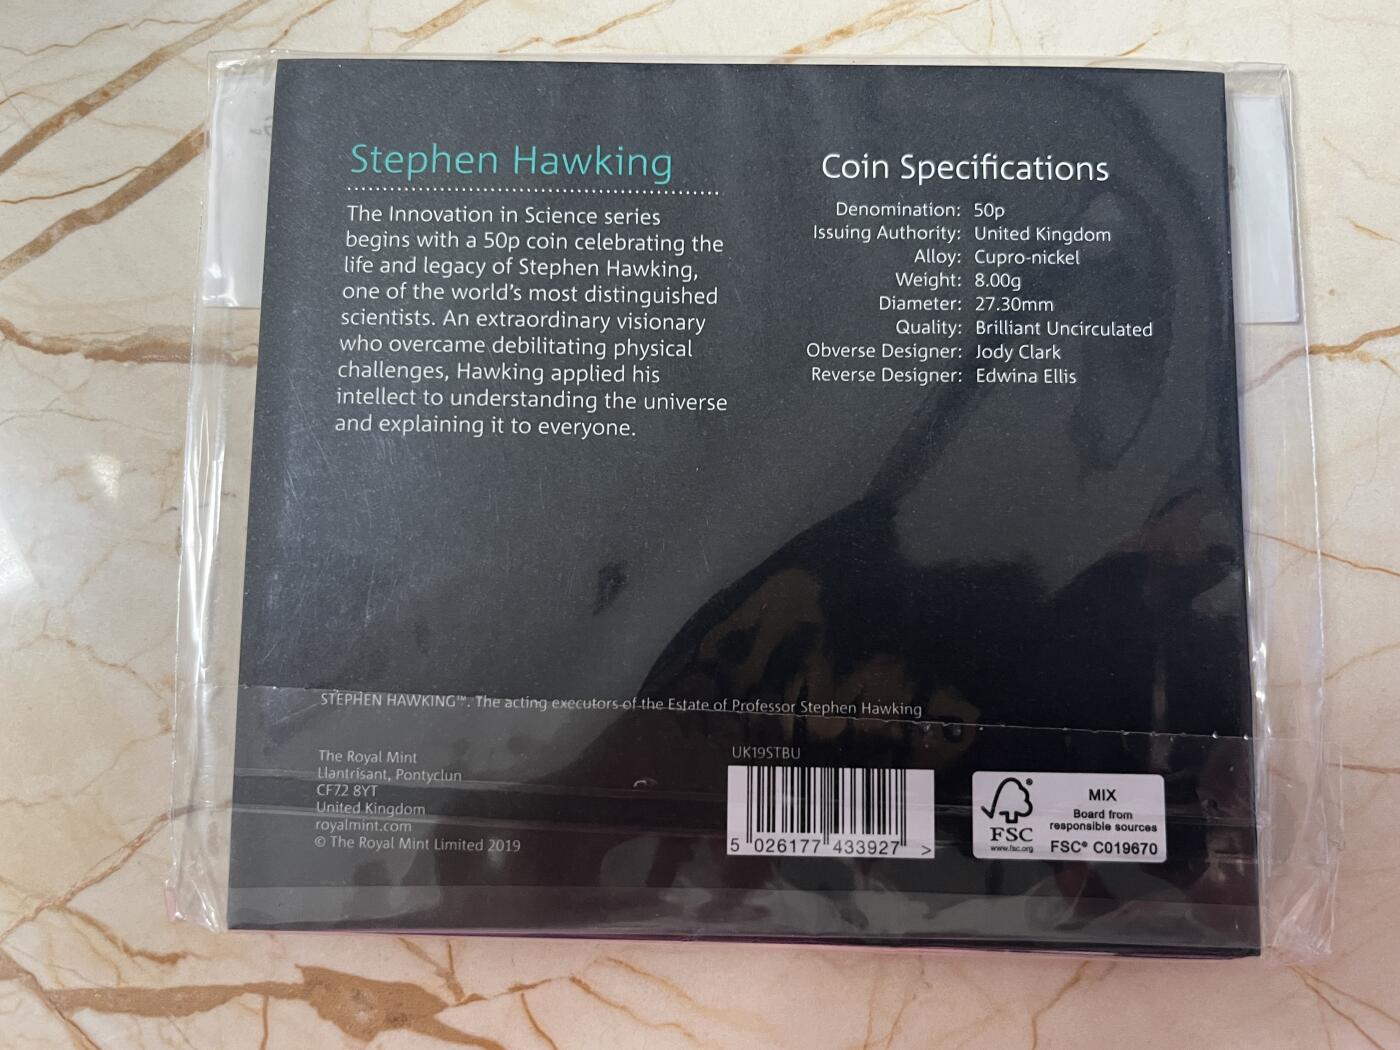 Stephen Hawking
The Innovation in Science series
begins with a 50p coin celebrating the
life and legacy of Stephen Hawking,
one of the world's most distinguished
scientists. An extraordinary visionary
who overcame debilitating physical
challenges, Hawking applied his
intellect to understanding the universe
and explaining it to everyone.
Coin Specifications
Denomination: 50p
Issuing Authority: United Kingdom
Alloy: Cupro-nickel
Weight: 8.00g
Diameter: 27.30mm
Quality: Brilliant Uncirculated
Obverse Designer: Jody Clark
Reverse Designer: Edwina Ellis
STEPHEN HAWKING™. The acting executors of the Estate of Professor Stephen Hawking
The Royal Mint
Llantrisant, Pontyclun
CF72 8YT
United Kingdom
royalmint.com
© The Royal Mint Limited 2019
UK19STBU
5 026177 433927 >
FSC
www.fsc.org
MIX
Board from
responsible sources
FSC® C019670